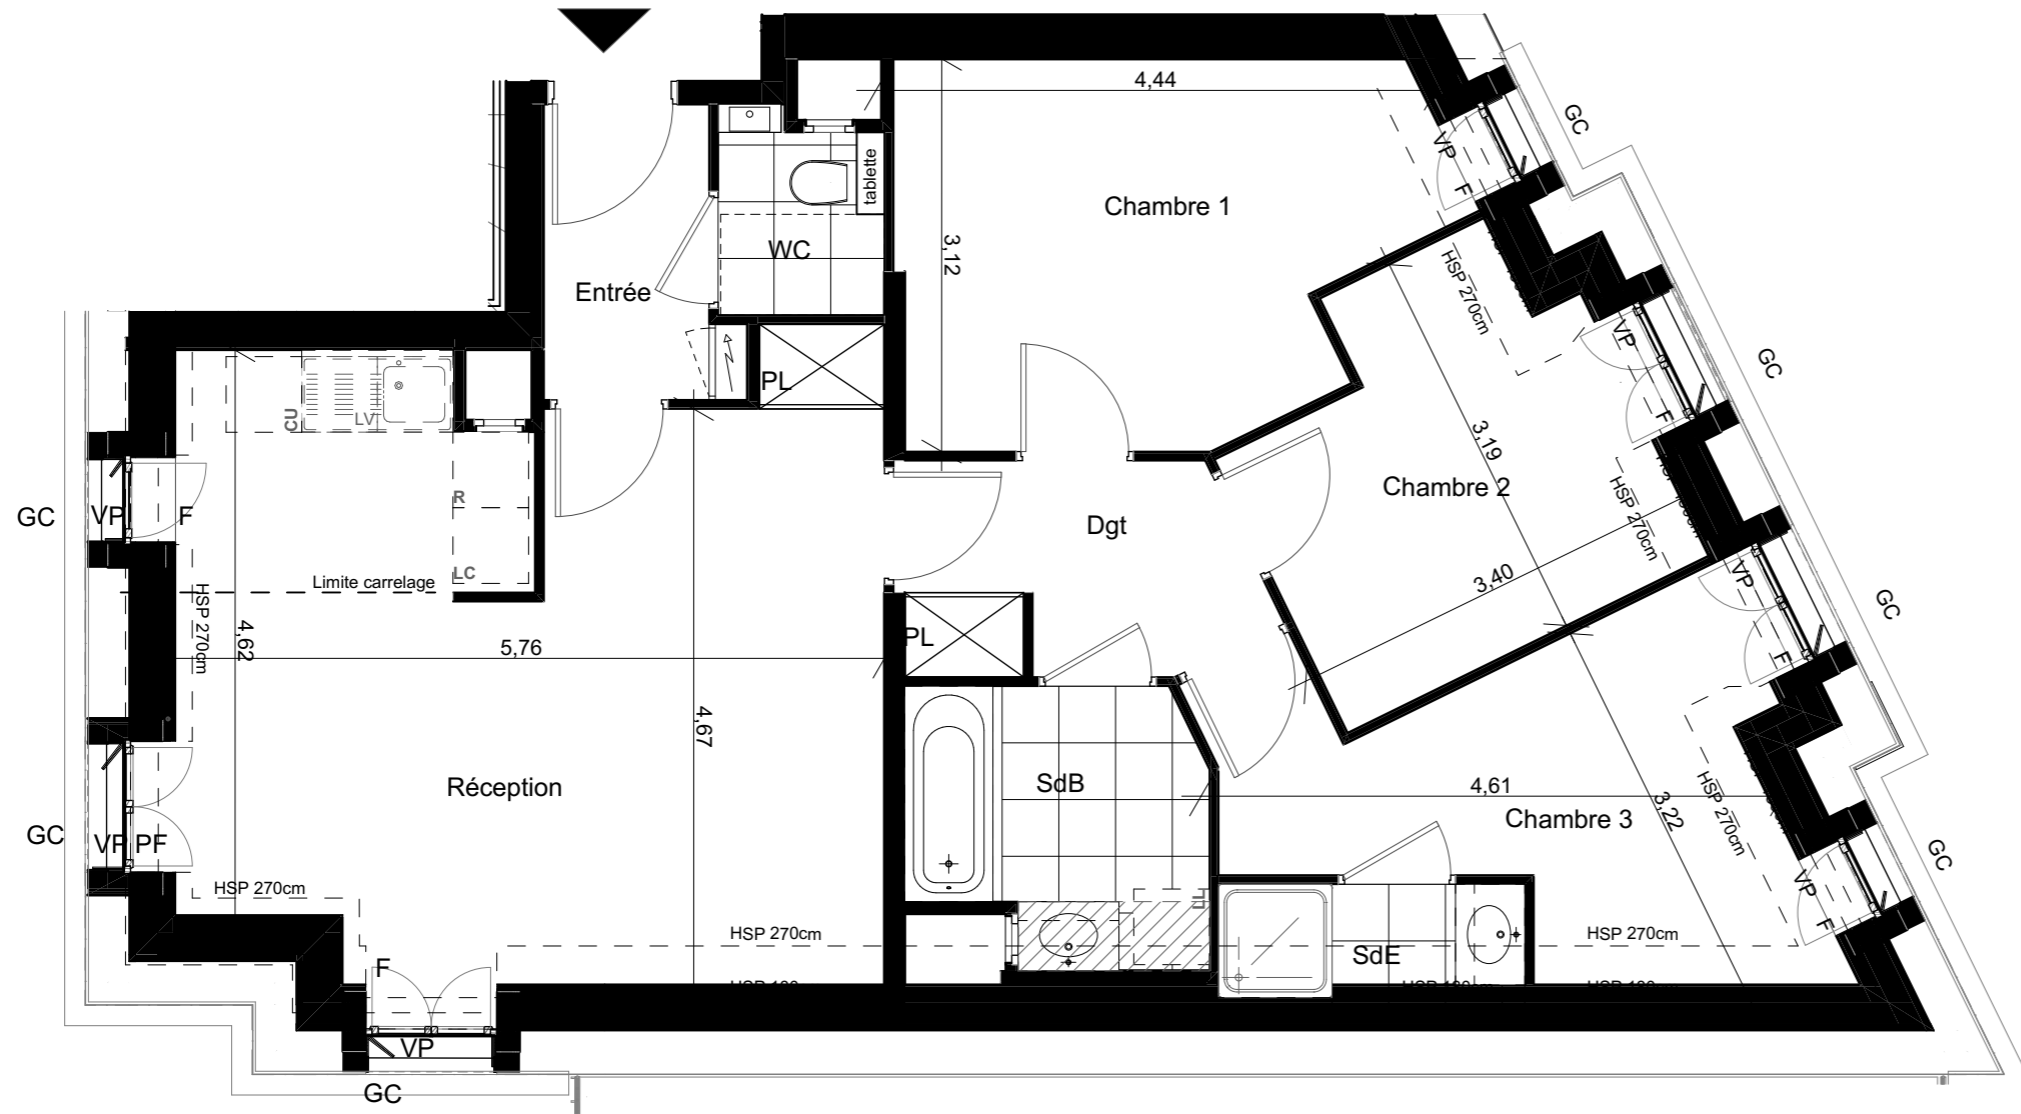 4,44
GC
VP
F
tablette
Chambre 1
WC
3,12
HSP 270cm
Entrée
VP
GC
PL
CU
LV
F
3,19
R
Chambre 2
HSP 270cm
GC
VP
F
Dgt
LC
3,40
VP
GC
Limite carrelage
HSP 270cm
4,62
5,76
PL
F
4,67
Réception
SdB
4,61
3,22
HSP 270cm
Chambre 3
GC
VP
PF
GC
VP
HSP 270cm
LL
F
HSP 270cm
HSP 270cm
SdE
F
VP
GC